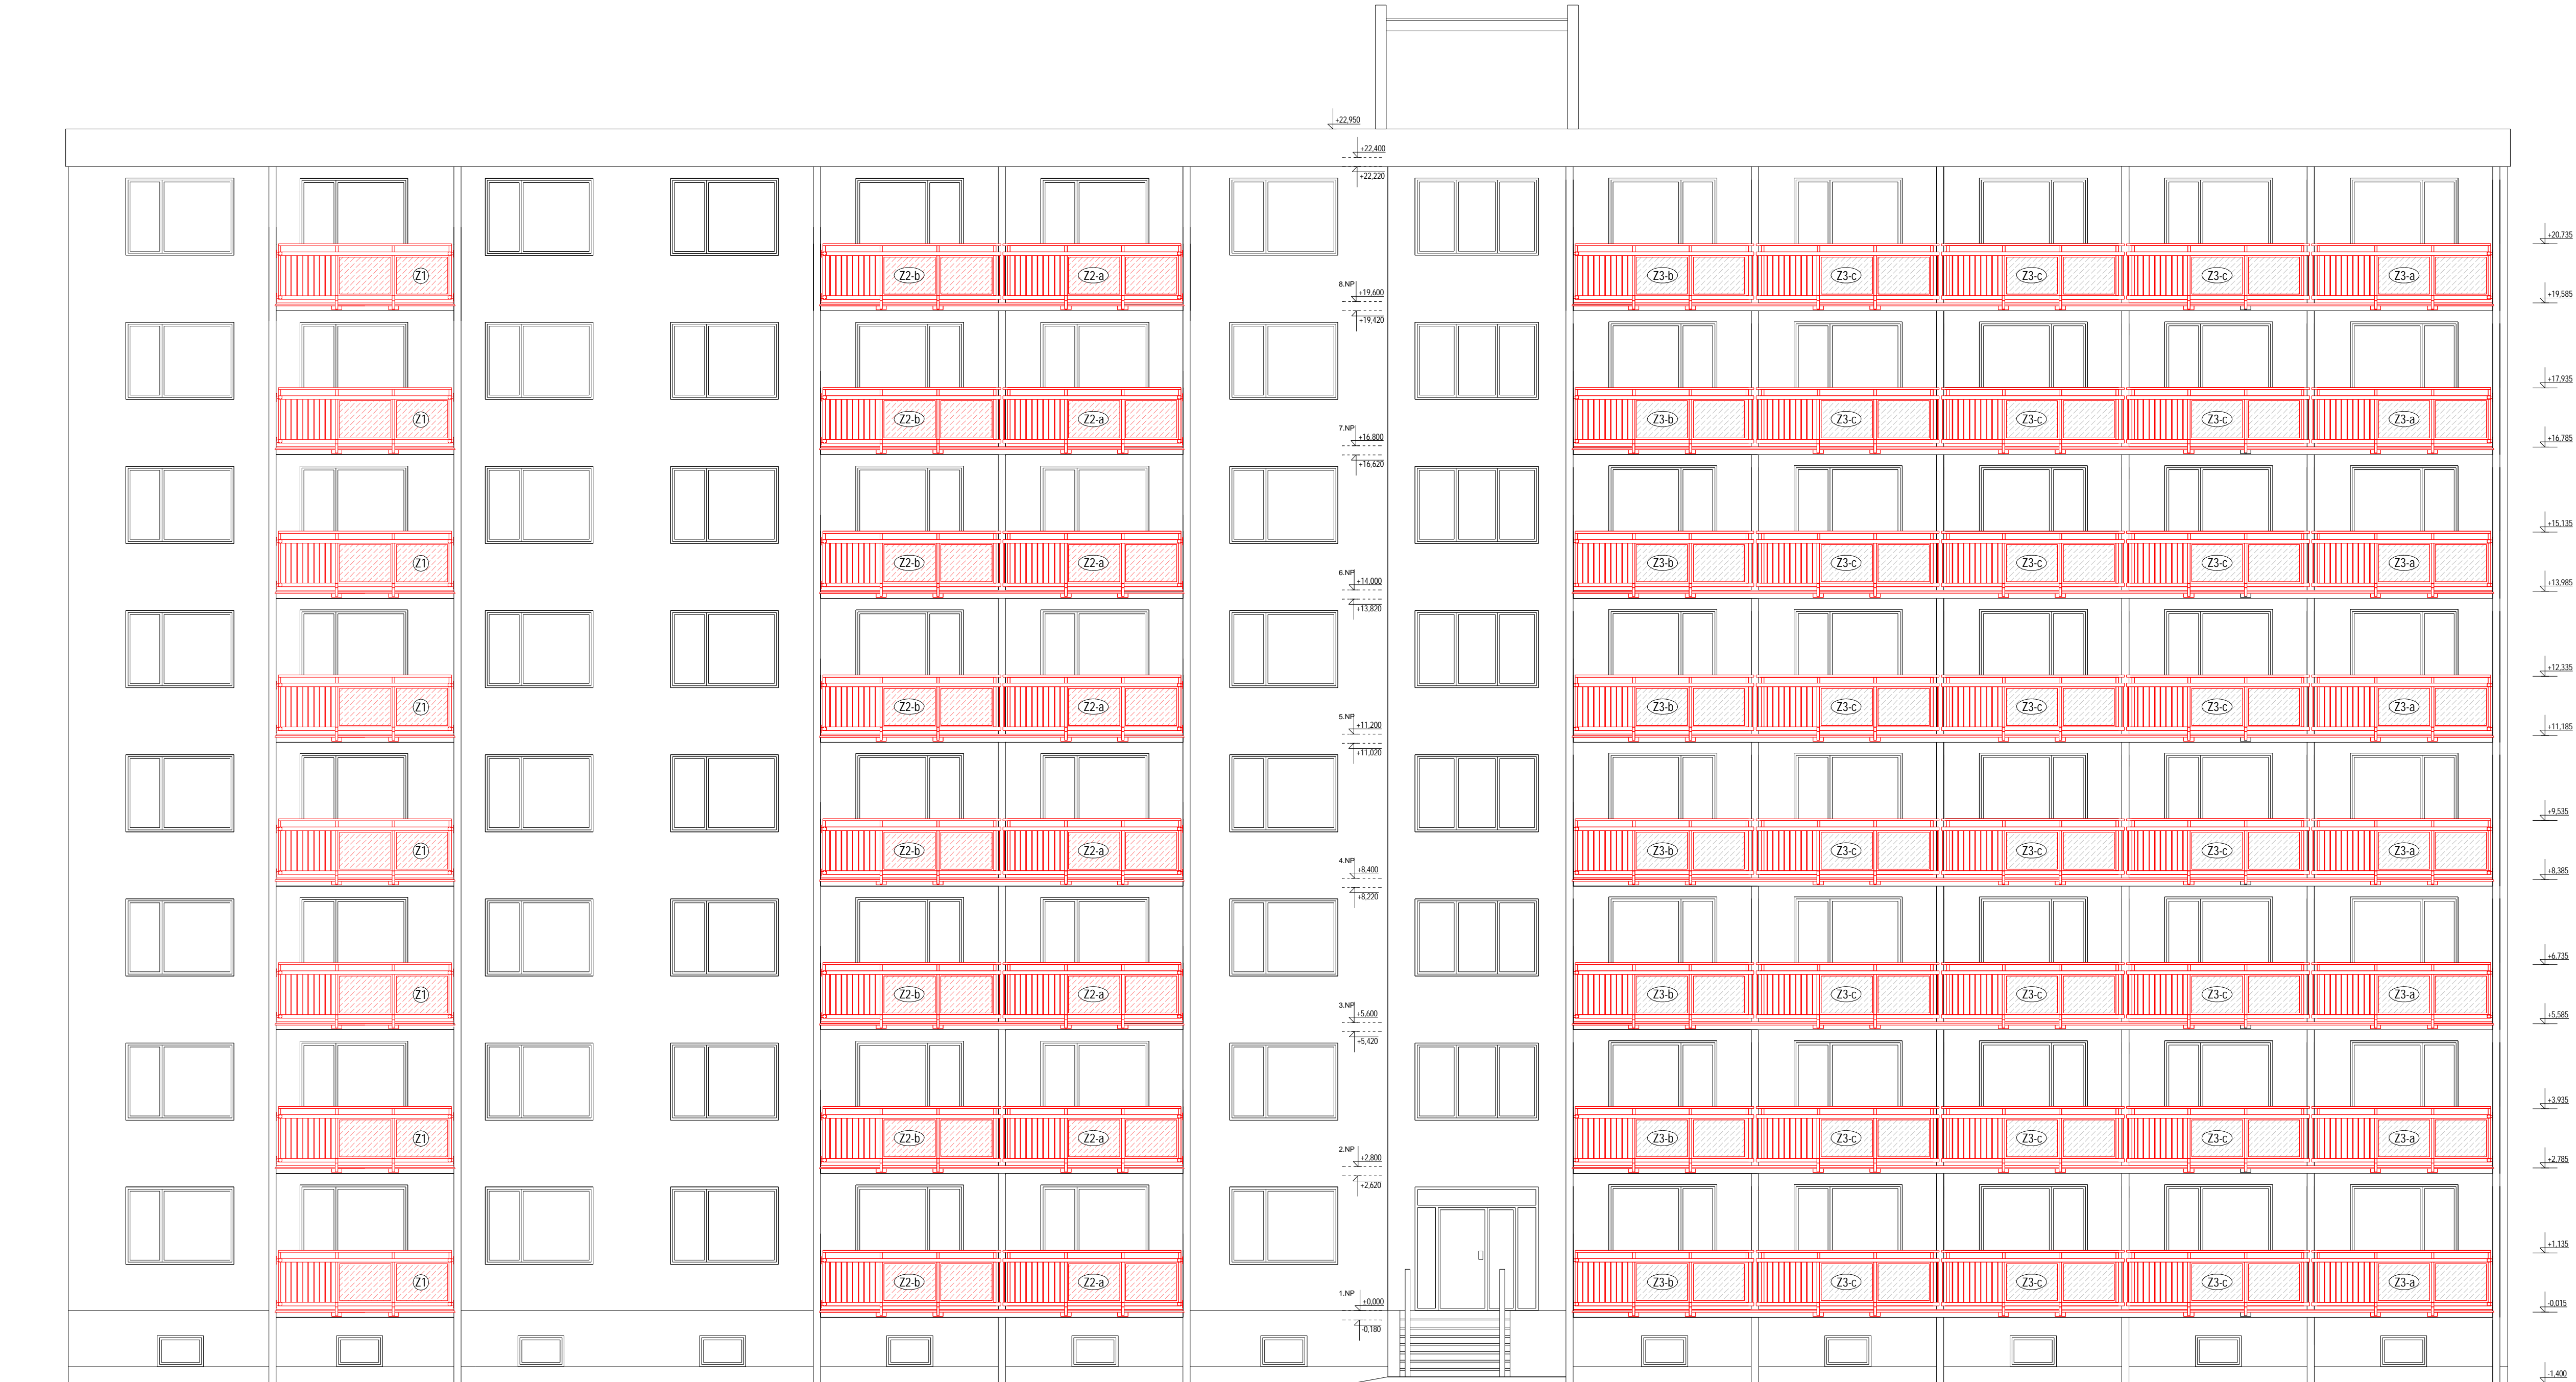 +22,950
+22,400
+22,220
+20,735
Z1 Z2-b Z2-a Z3-b Z3-c Z3-c Z3-c Z3-a
8.NP +19,600 +19,585
+19,420
+17,935
Z1 Z2-b Z2-a Z3-b Z3-c Z3-c Z3-c Z3-a
7.NP +16,800 +16,785
+16,620
+15,135
Z1 Z2-b Z2-a Z3-b Z3-c Z3-c Z3-c Z3-a
6.NP +14,000 +13,985
+13,820
+12,335
Z1 Z2-b Z2-a Z3-b Z3-c Z3-c Z3-c Z3-a
5.NP +11,200 +11,185
+11,020
+9,535
Z1 Z2-b Z2-a Z3-b Z3-c Z3-c Z3-c Z3-a
4.NP +8,400 +8,385
+8,220
+6,735
Z1 Z2-b Z2-a Z3-b Z3-c Z3-c Z3-c Z3-a
3.NP +5,600 +5,585
+5,420
+3,935
Z1 Z2-b Z2-a Z3-b Z3-c Z3-c Z3-c Z3-a
2.NP +2,800 +2,785
+2,620
+1,135
Z1 Z2-b Z2-a Z3-b Z3-c Z3-c Z3-c Z3-a
1.NP ±0,000 -0,015
-0,180
-1,400